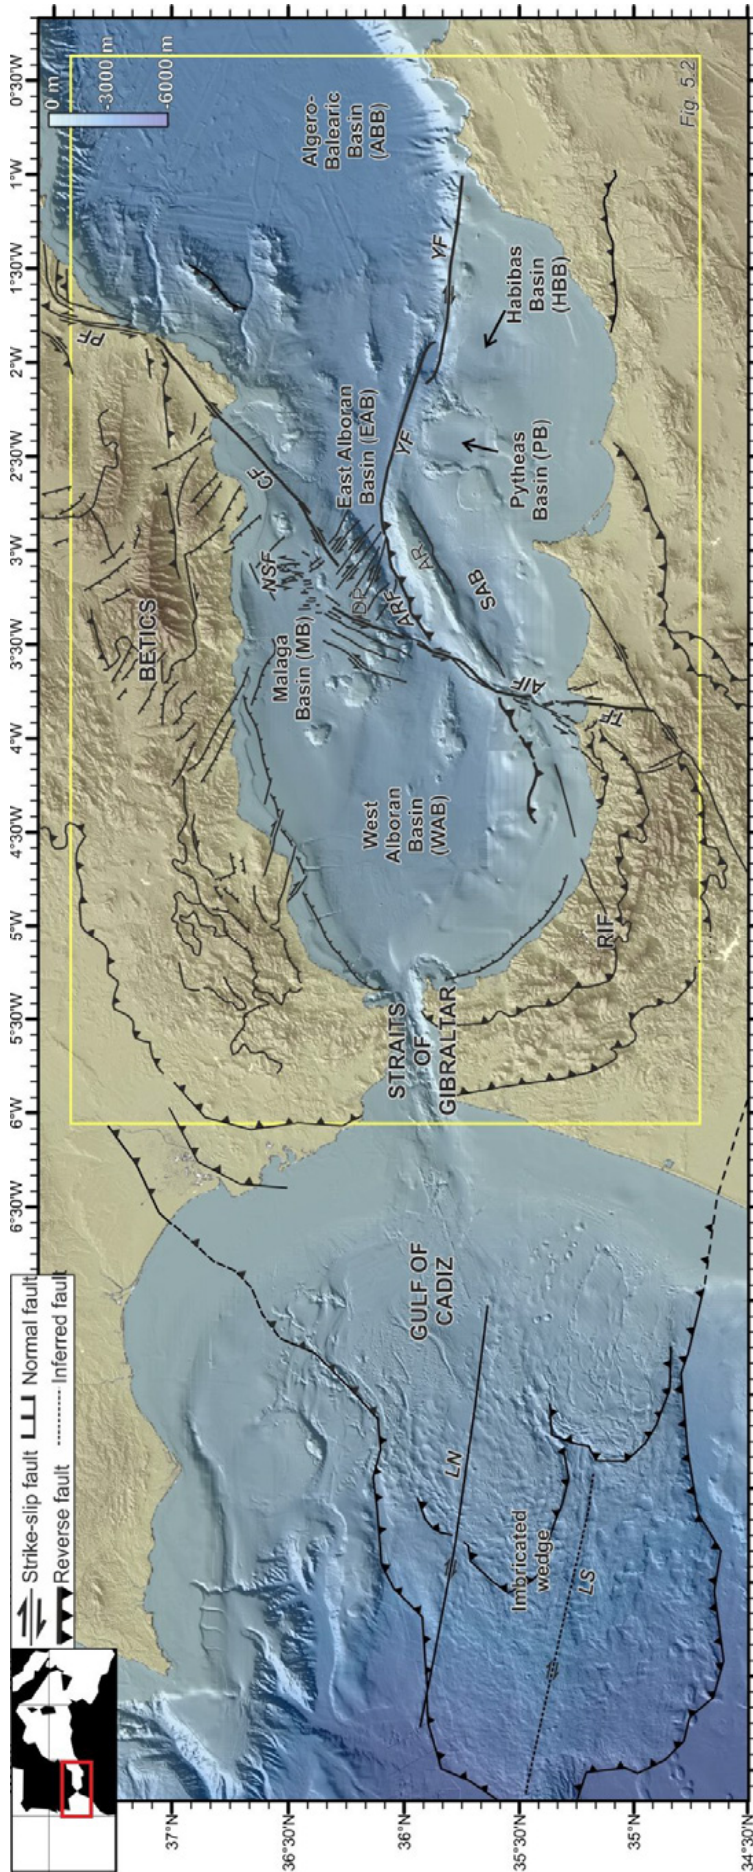 Strike-slip fault
Normal fault
Reverse fault
Inferred fault
6°30'W
6°W
5°30'W
5°W
4°30'W
4°W
3°30'W
3°W
2°30'W
2°W
1°30'W
1°W
0°30'W
37°N
36°30'N
36°N
35°30'N
35°N
34°30'N
0 m
-3000 m
-6000 m
BETICS
PF
CF
NSF
Malaga
Basin (MB)
DP
East Alboran
Basin (EAB)
Algero-
Balearic
Basin
(ABB)
West
Alboran
Basin
(WAB)
ARF
AR
YF
YF
SAB
AIF
TF
Pytheas
Basin (PB)
Habibas
Basin
(HBB)
STRAITS
OF
GIBRALTAR
RIF
GULF OF
CADIZ
LN
Imbricated
wedge
LS
Fig. 5.2